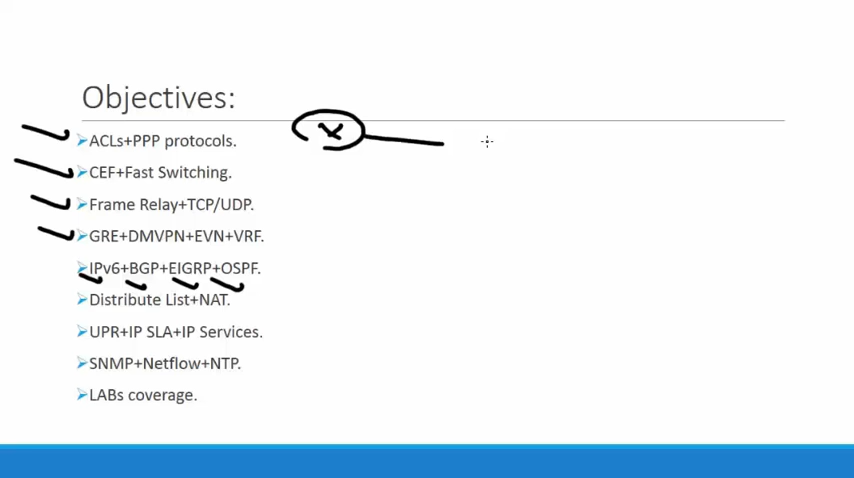 Objectives:
ACLs+PPP protocols.
CEF+Fast Switching.
Frame Relay+TCP/UDP.
GRE+DMVPN+EVN+VRF.
IPv6+BGP+EIGRP+OSPF.
Distribute List+NAT.
UPR+IP SLA+IP Services.
SNMP+Netflow+NTP.
LABs coverage.